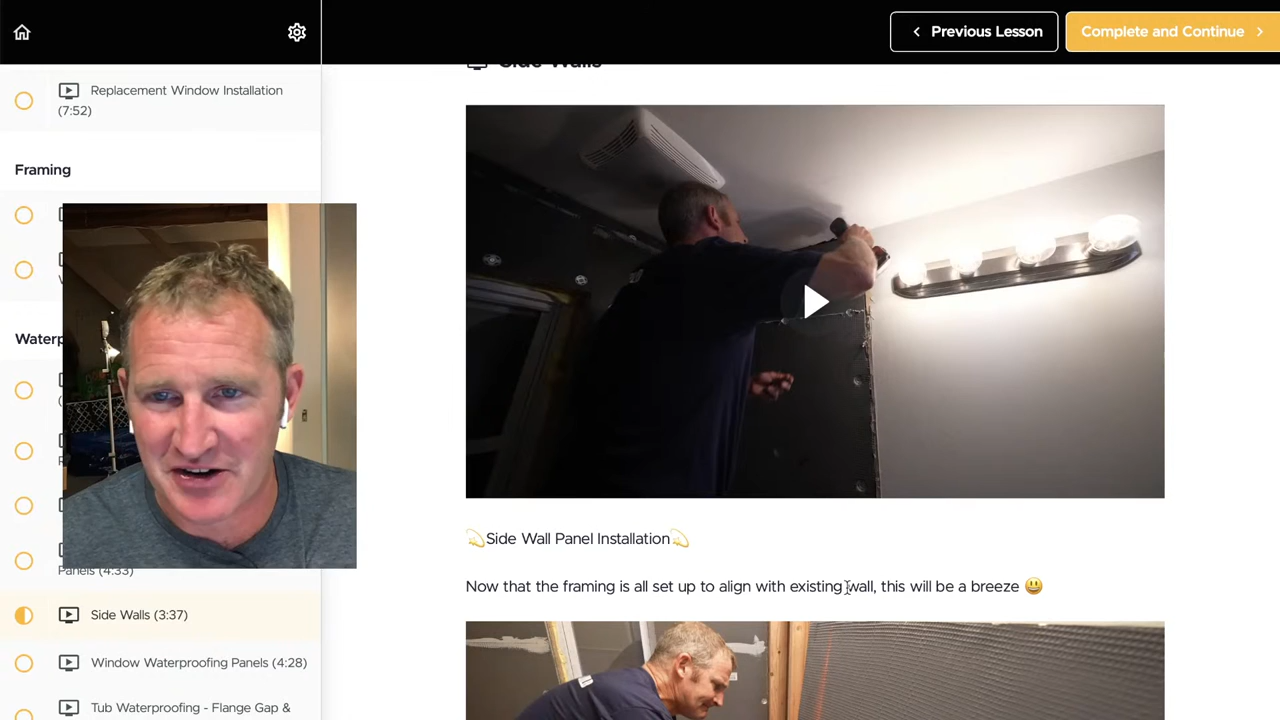 Previous Lesson
Complete and Continue
Replacement Window Installation
(7:52)
Framing
Side Walls
💫Side Wall Panel Installation💫
Now that the framing is all set up to align with existing wall, this will be a breeze 😃
Panels (4:33)
Side Walls (3:37)
Window Waterproofing Panels (4:28)
Tub Waterproofing - Flange Gap &